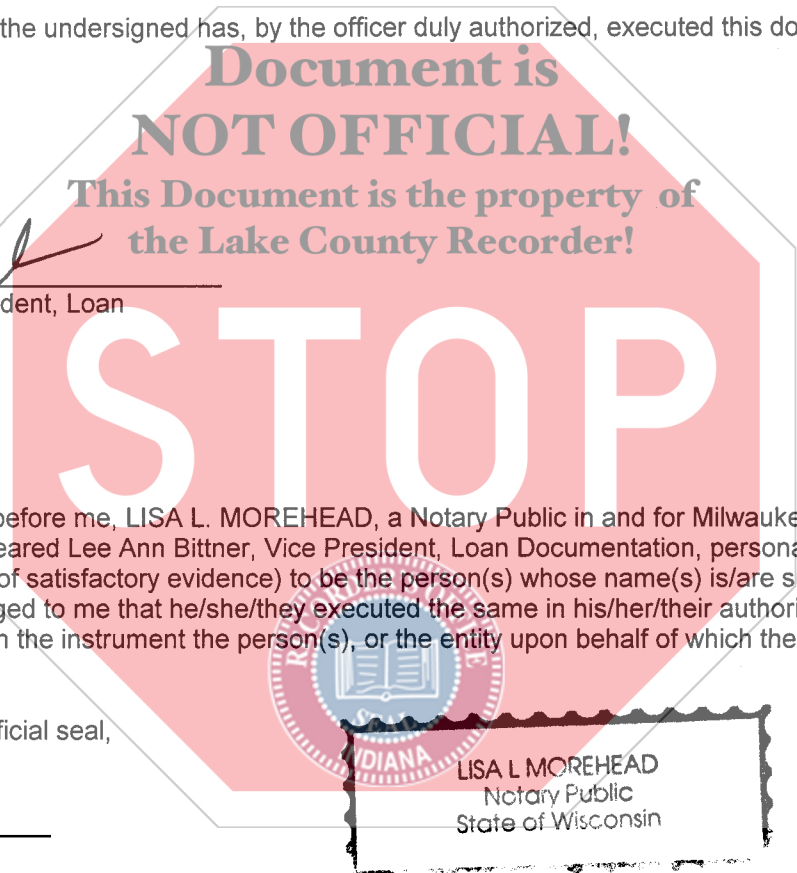 the undersigned has, by the officer duly authorized, executed this do
Document is
NOT OFFICIAL!
This Document is the property of
the Lake County Recorder!
dent, Loan
STOP
before me, LISA L. MOREHEAD, a Notary Public in and for Milwauke
eared Lee Ann Bittner, Vice President, Loan Documentation, persona
of satisfactory evidence) to be the person(s) whose name(s) is/are s
ged to me that he/she/they executed the same in his/her/their authori
n the instrument the person(s), or the entity upon behalf of which the
RECORDER'S OFFICE
SEAL
INDIANA
ficial seal,
LISA L MOREHEAD
Notary Public
State of Wisconsin